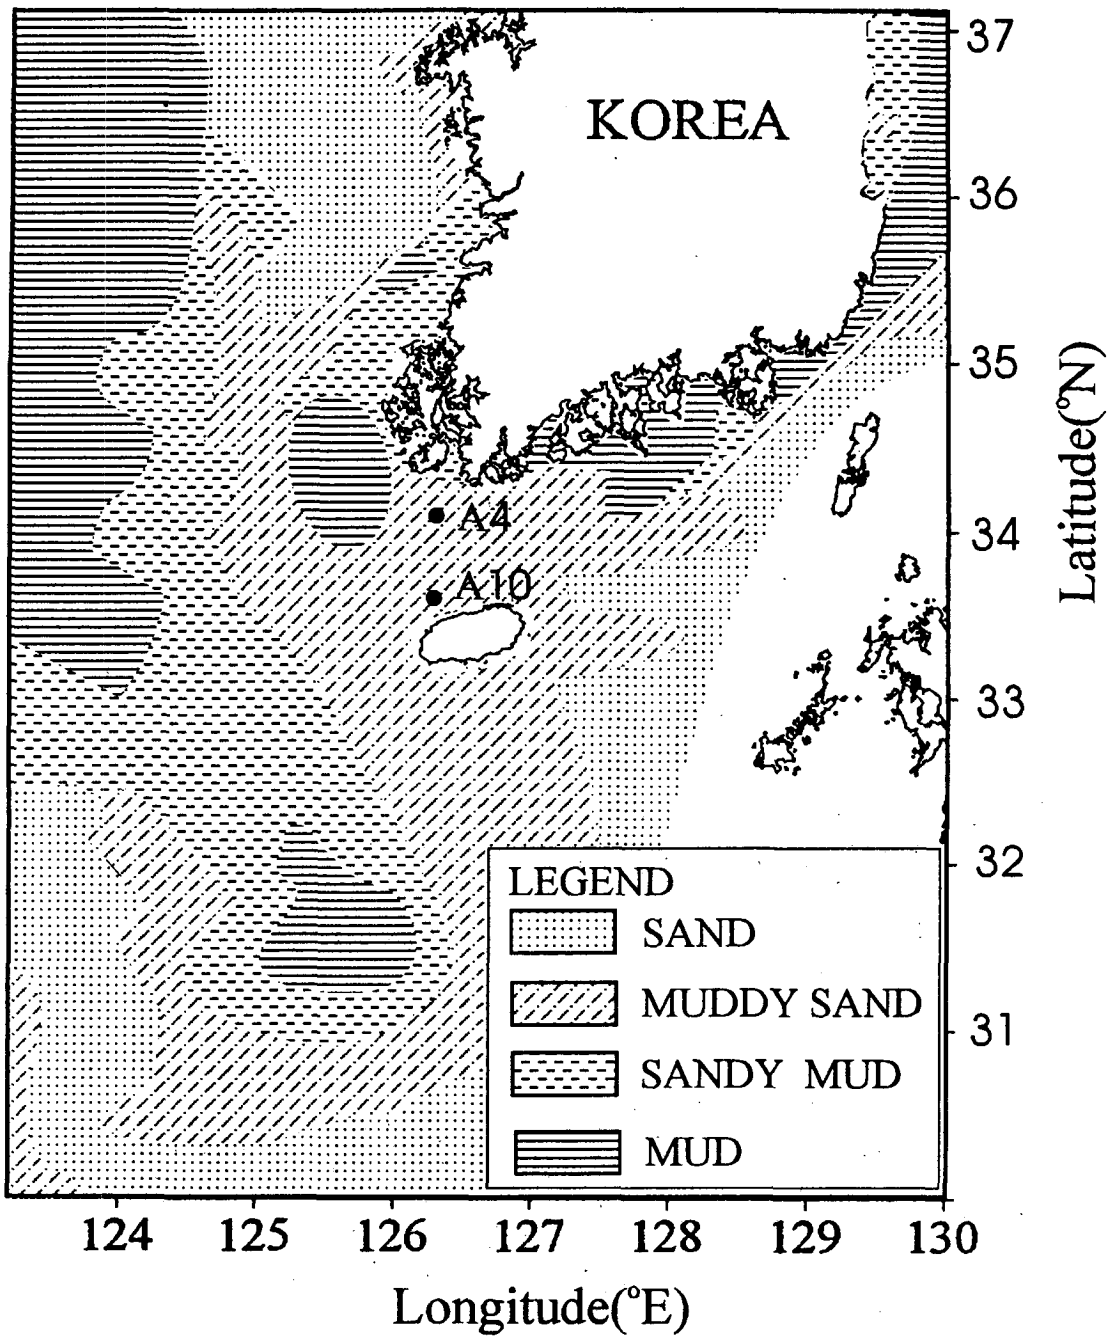 37
KOREA
36
35
Latitude(°N)
A4
34
A10
33
32
LEGEND
SAND
MUDDY SAND
31
SANDY MUD
MUD
124 125 126 127 128 129 130
Longitude(°E)